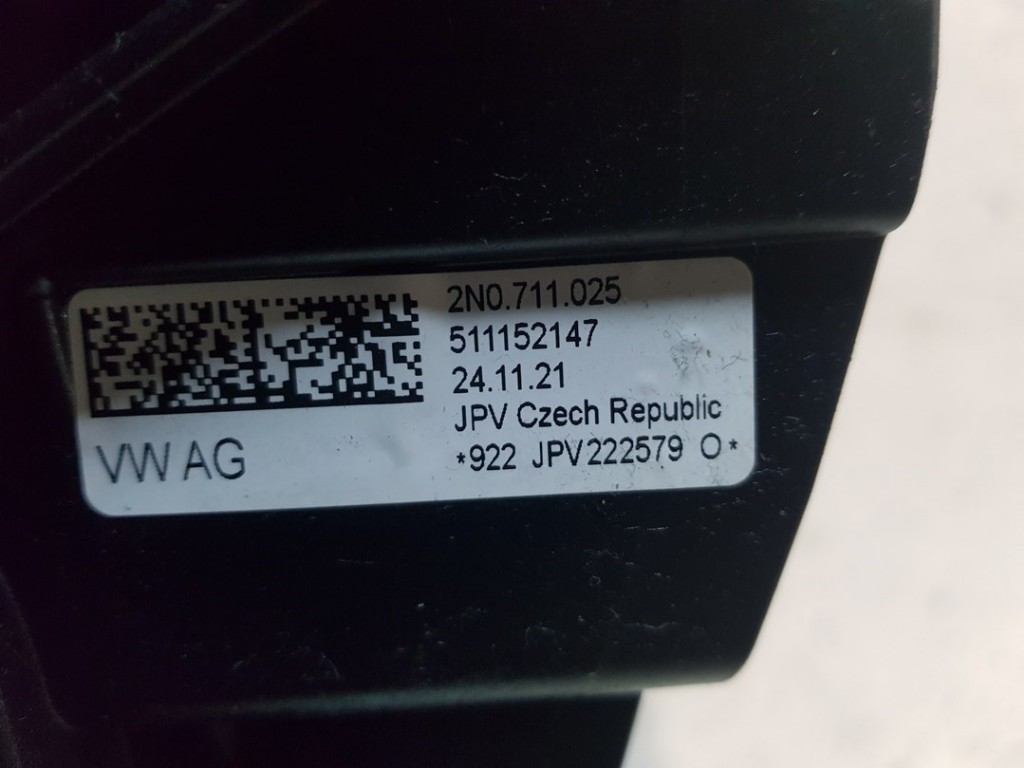 2N0.711.025
511152147
24.11.21
JPV Czech Republic
*922 JPV222579 O*
VW AG